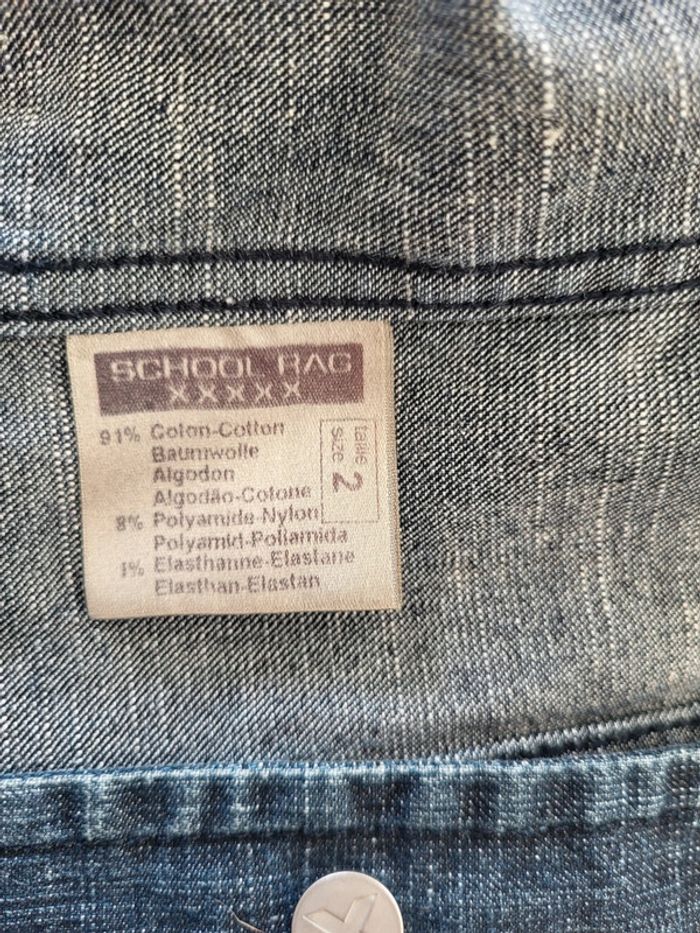 SCHOOL RAG
XXXXX
91% Coton-Cotton
Baumwolle
Algodon
Algodão-Cotone
8% Polyamide-Nylon
Polyamid-Poliamida
1% Elasthanne-Elastane
Elasthan-Elastan
taille
size 2
X